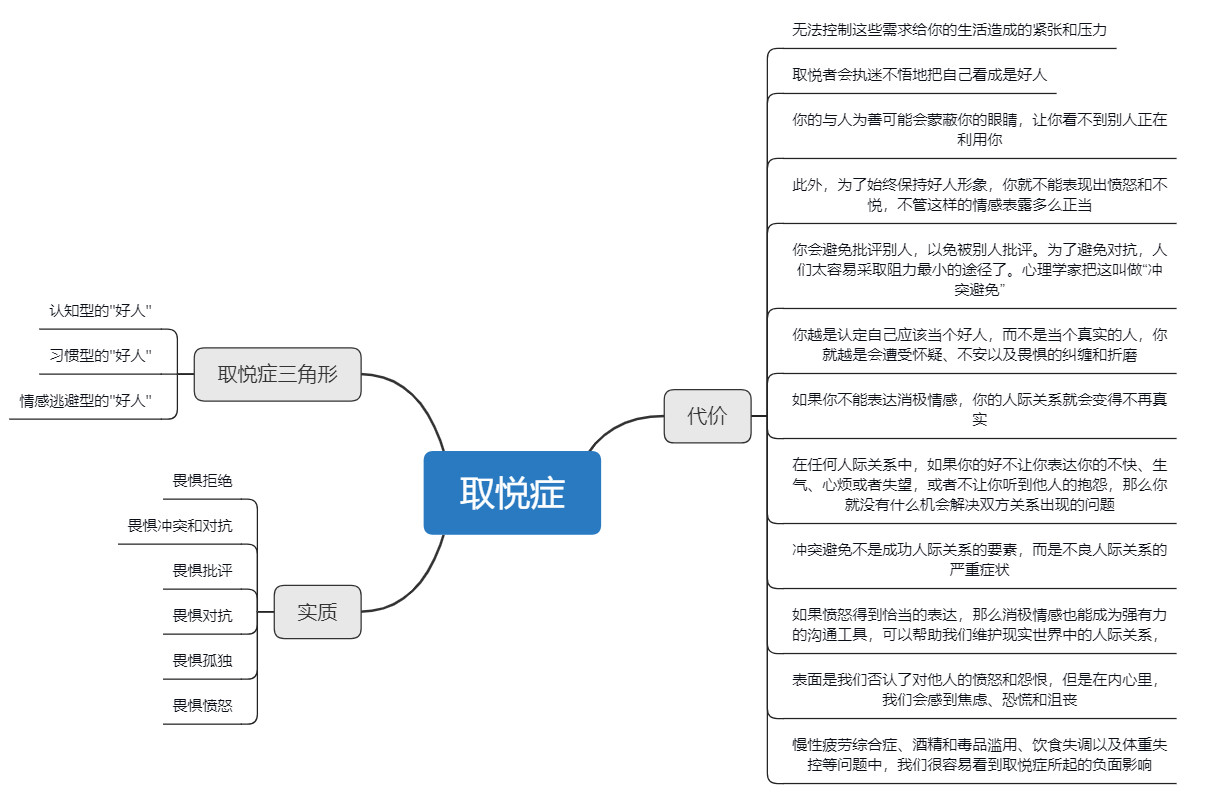 取悦症
取悦症三角形
认知型的"好人"
习惯型的"好人"
情感逃避型的"好人"
实质
畏惧拒绝
畏惧冲突和对抗
畏惧批评
畏惧对抗
畏惧孤独
畏惧愤怒
代价
无法控制这些需求给你的生活造成的紧张和压力
取悦者会执迷不悟地把自己看成是好人
你的与人为善可能会蒙蔽你的眼睛，让你看不到别人正在
利用你
此外，为了始终保持好人形象，你就不能表现出愤怒和不
悦，不管这样的情感表露多么正当
你会避免批评别人，以免被别人批评。为了避免对抗，人
们太容易采取阻力最小的途径了。心理学家把这叫做“冲
突避免”
你越是认定自己应该当个好人，而不是当个真实的人，你
就越是会遭受怀疑、不安以及畏惧的纠缠和折磨
如果你不能表达消极情感，你的人际关系就会变得不再真
实
在任何人际关系中，如果你的好不让你表达你的不快、生
气、心烦或者失望，或者不让你听到他人的抱怨，那么你
就没有什么机会解决双方关系出现的问题
冲突避免不是成功人际关系的要素，而是不良人际关系的
严重症状
如果愤怒得到恰当的表达，那么消极情感也能成为强有力
的沟通工具，可以帮助我们维护现实世界中的人际关系，
表面是我们否认了对他人的愤怒和怨恨，但是在内心里，
我们会感到焦虑、恐慌和沮丧
慢性疲劳综合症、酒精和毒品滥用、饮食失调以及体重失
控等问题中，我们很容易看到取悦症所起的负面影响